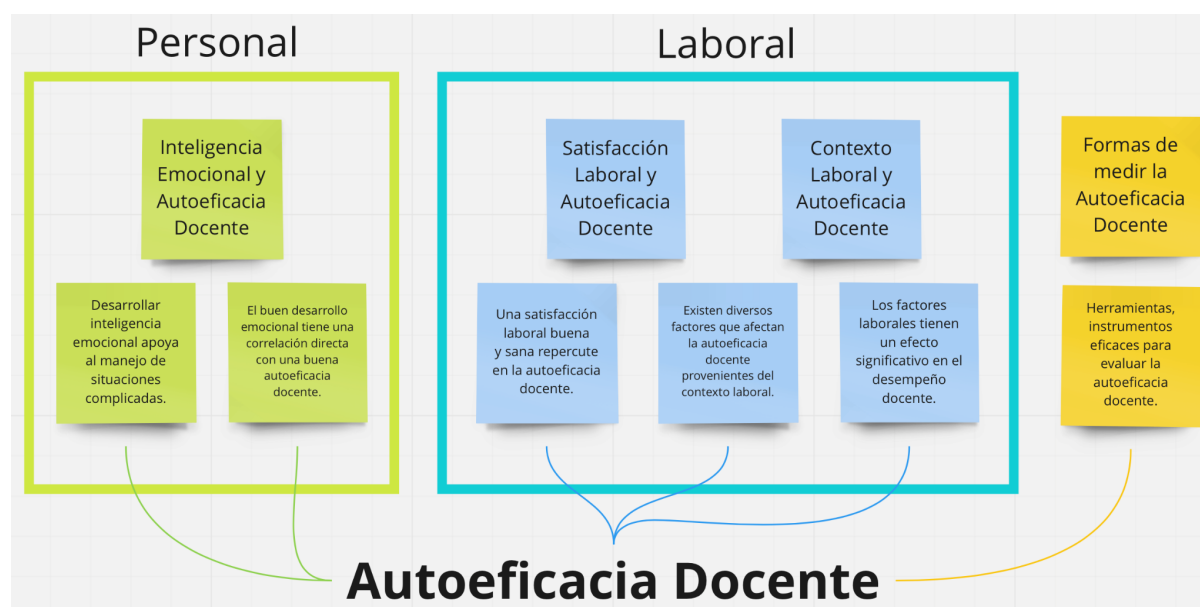 Personal
Inteligencia
Emocional y
Autoeficacia
Docente
Desarrollar
inteligencia
emocional apoya
al manejo de
situaciones
complicadas.
El buen desarrollo
emocional tiene una
correlación directa
con una buena
autoeficacia
docente.
Laboral
Satisfacción
Laboral y
Autoeficacia
Docente
Contexto
Laboral y
Autoeficacia
Docente
Una satisfacción
laboral buena
y sana repercute
en la autoeficacia
docente.
Existen diversos
factores que afectan
la autoeficacia
docente
provenientes del
contexto laboral.
Los factores
laborales tienen
un efecto
significativo en el
desempeño
docente.
Formas de
medir la
Autoeficacia
Docente
Herramientas,
instrumentos
eficaces para
evaluar la
autoeficacia
docente.
Autoeficacia Docente